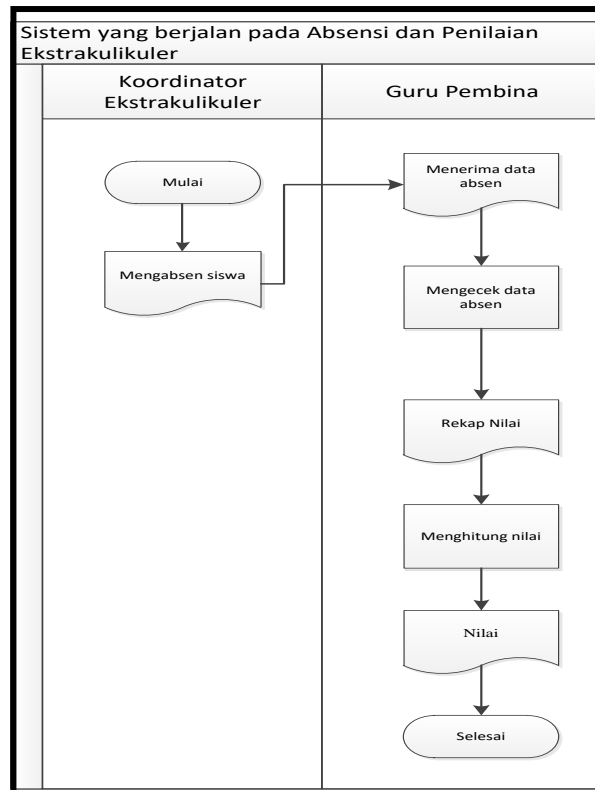 Sistem yang berjalan pada Absensi dan Penilaian
Ekstrakulikuler
Koordinator
Ekstrakulikuler
Guru Pembina
Mulai
Mengabsen siswa
Menerima data
absen
Mengecek data
absen
Rekap Nilai
Menghitung nilai
Nilai
Selesai